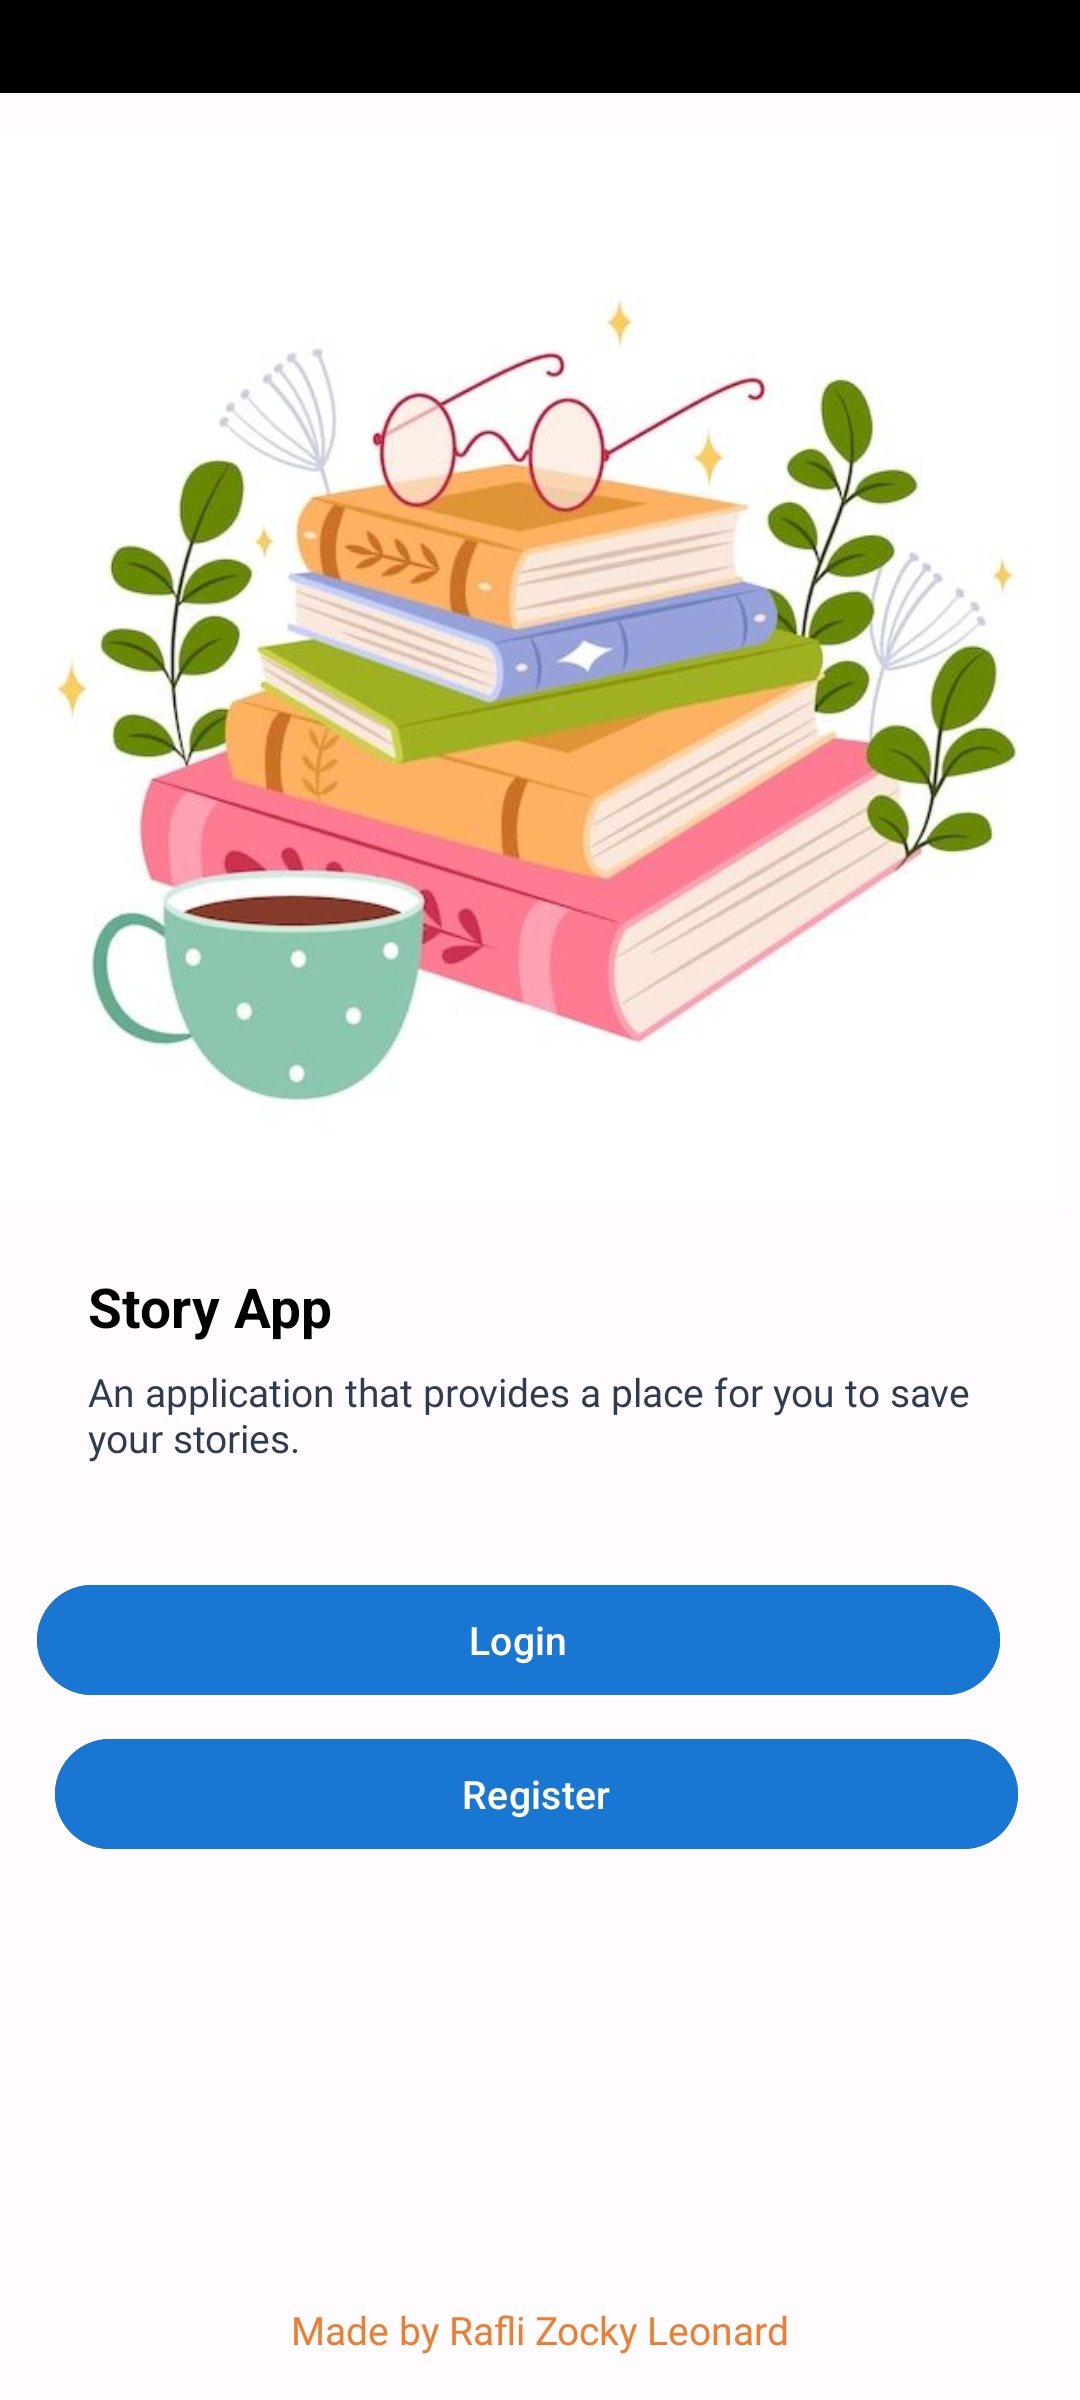 Story App
An application that provides a place for you to save
your stories.
Login
Register
Made by Rafli Zocky Leonard